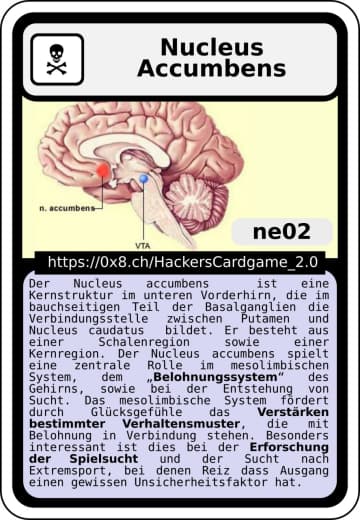 Nucleus
Accumbens
n. accumbens
VTA
ne02
https://0x8.ch/HackersCardgame_2.0
Der Nucleus accumbens ist eine
Kernstruktur im unteren Vorderhirn, die im
bauchseitigen Teil der Basalganglien die
Verbindungsstelle zwischen Putamen und
Nucleus caudatus bildet. Er besteht aus
einer Schalenregion sowie einer
Kernregion. Der Nucleus accumbens spielt
eine zentrale Rolle im mesolimbischen
System, dem „Belohnungssystem“ des
Gehirns, sowie bei der Entstehung von
Sucht. Das mesolimbische System fördert
durch Glücksgefühle das Verstärken
bestimmter Verhaltensmuster, die mit
Belohnung in Verbindung stehen. Besonders
interessant ist dies bei der Erforschung
der Spielsucht und der Sucht nach
Extremsport, bei denen Reiz dass Ausgang
einen gewissen Unsicherheitsfaktor hat.